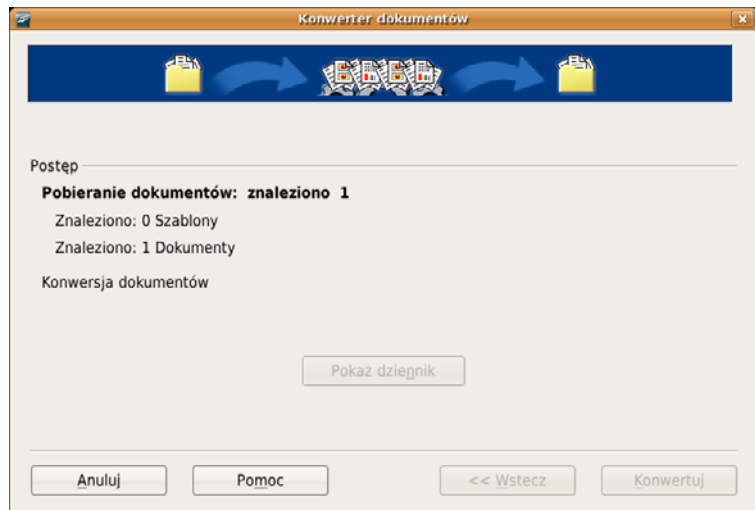 Konwerter dokumentów
Postęp
Pobieranie dokumentów: znaleziono 1
Znaleziono: 0 Szablony
Znaleziono: 1 Dokumenty
Konwersja dokumentów
Pokaż dziennik
Anuluj Pomoc << Wstecz Konwertuj